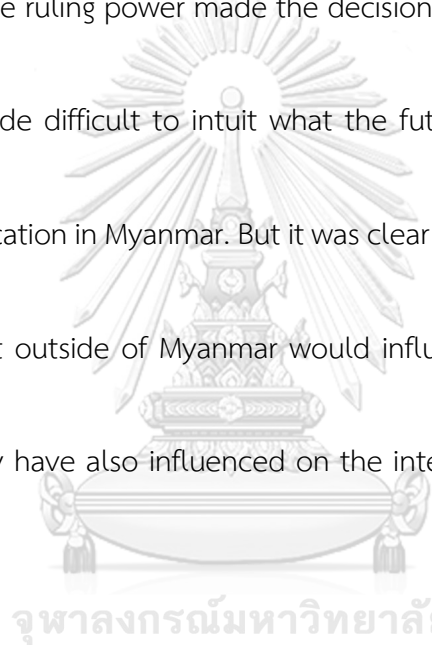 e ruling power made the decision
de difficult to intuit what the fut
cation in Myanmar. But it was clear
t outside of Myanmar would influ
y have also influenced on the inte
จุฬาลงกรณ์มหาวิทยาลัย